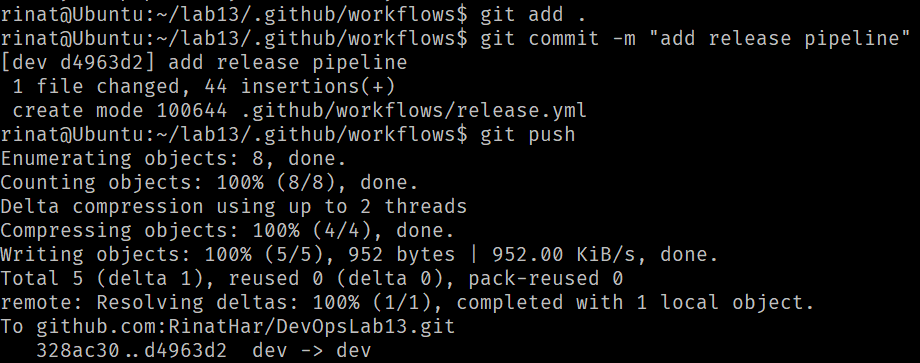 rinat@Ubuntu:~/lab13/.github/workflows$ git add .
rinat@Ubuntu:~/lab13/.github/workflows$ git commit -m "add release pipeline"
[dev d4963d2] add release pipeline
 1 file changed, 44 insertions(+)
 create mode 100644 .github/workflows/release.yml
rinat@Ubuntu:~/lab13/.github/workflows$ git push
Enumerating objects: 8, done.
Counting objects: 100% (8/8), done.
Delta compression using up to 2 threads
Compressing objects: 100% (4/4), done.
Writing objects: 100% (5/5), 952 bytes | 952.00 KiB/s, done.
Total 5 (delta 1), reused 0 (delta 0), pack-reused 0
remote: Resolving deltas: 100% (1/1), completed with 1 local object.
To github.com:RinatHar/DevOpsLab13.git
   328ac30..d4963d2  dev -> dev